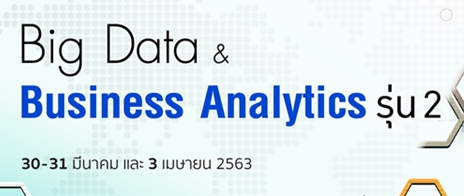 Big Data &
Business Analytics รุ่น 2
30-31 มีนาคม และ 3 เมษายน 2563